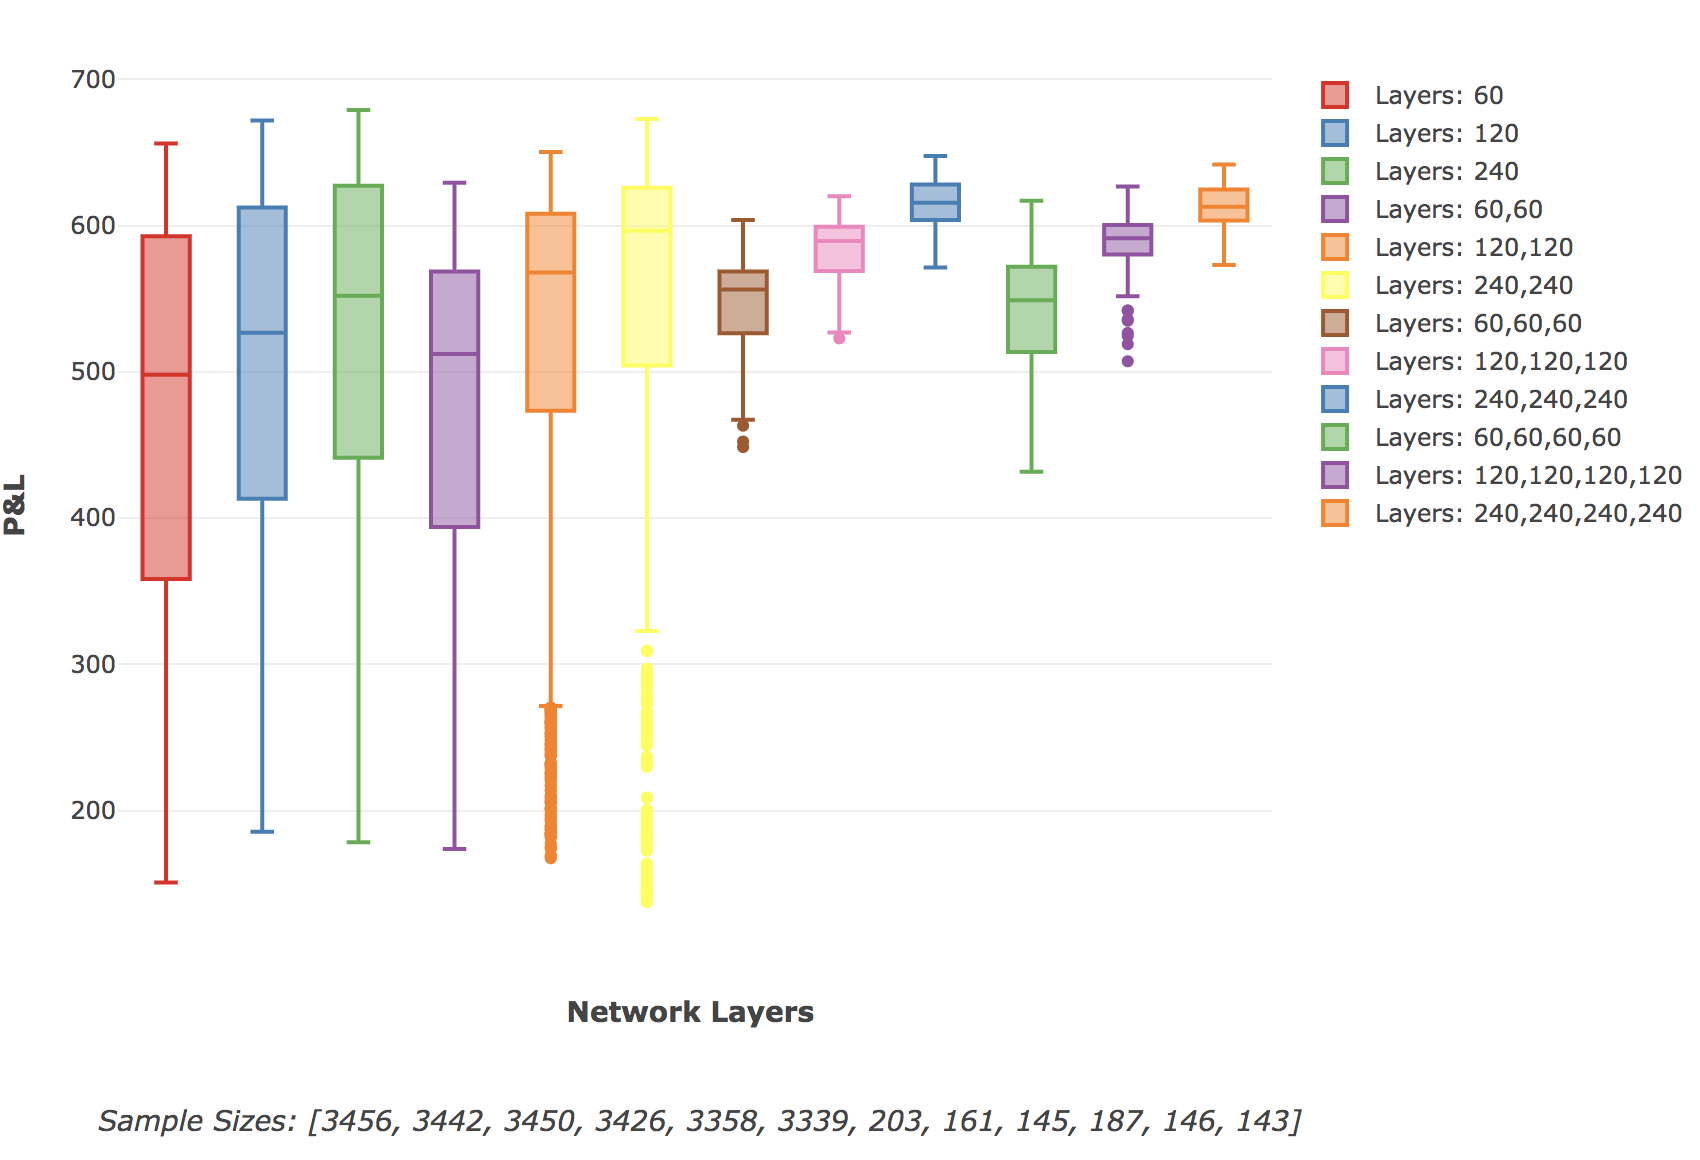 700
600
500
400
300
200
P&L
Network Layers
Layers: 60
Layers: 120
Layers: 240
Layers: 60,60
Layers: 120,120
Layers: 240,240
Layers: 60,60,60
Layers: 120,120,120
Layers: 240,240,240
Layers: 60,60,60,60
Layers: 120,120,120,120
Layers: 240,240,240,240
Sample Sizes: [3456, 3442, 3450, 3426, 3358, 3339, 203, 161, 145, 187, 146, 143]